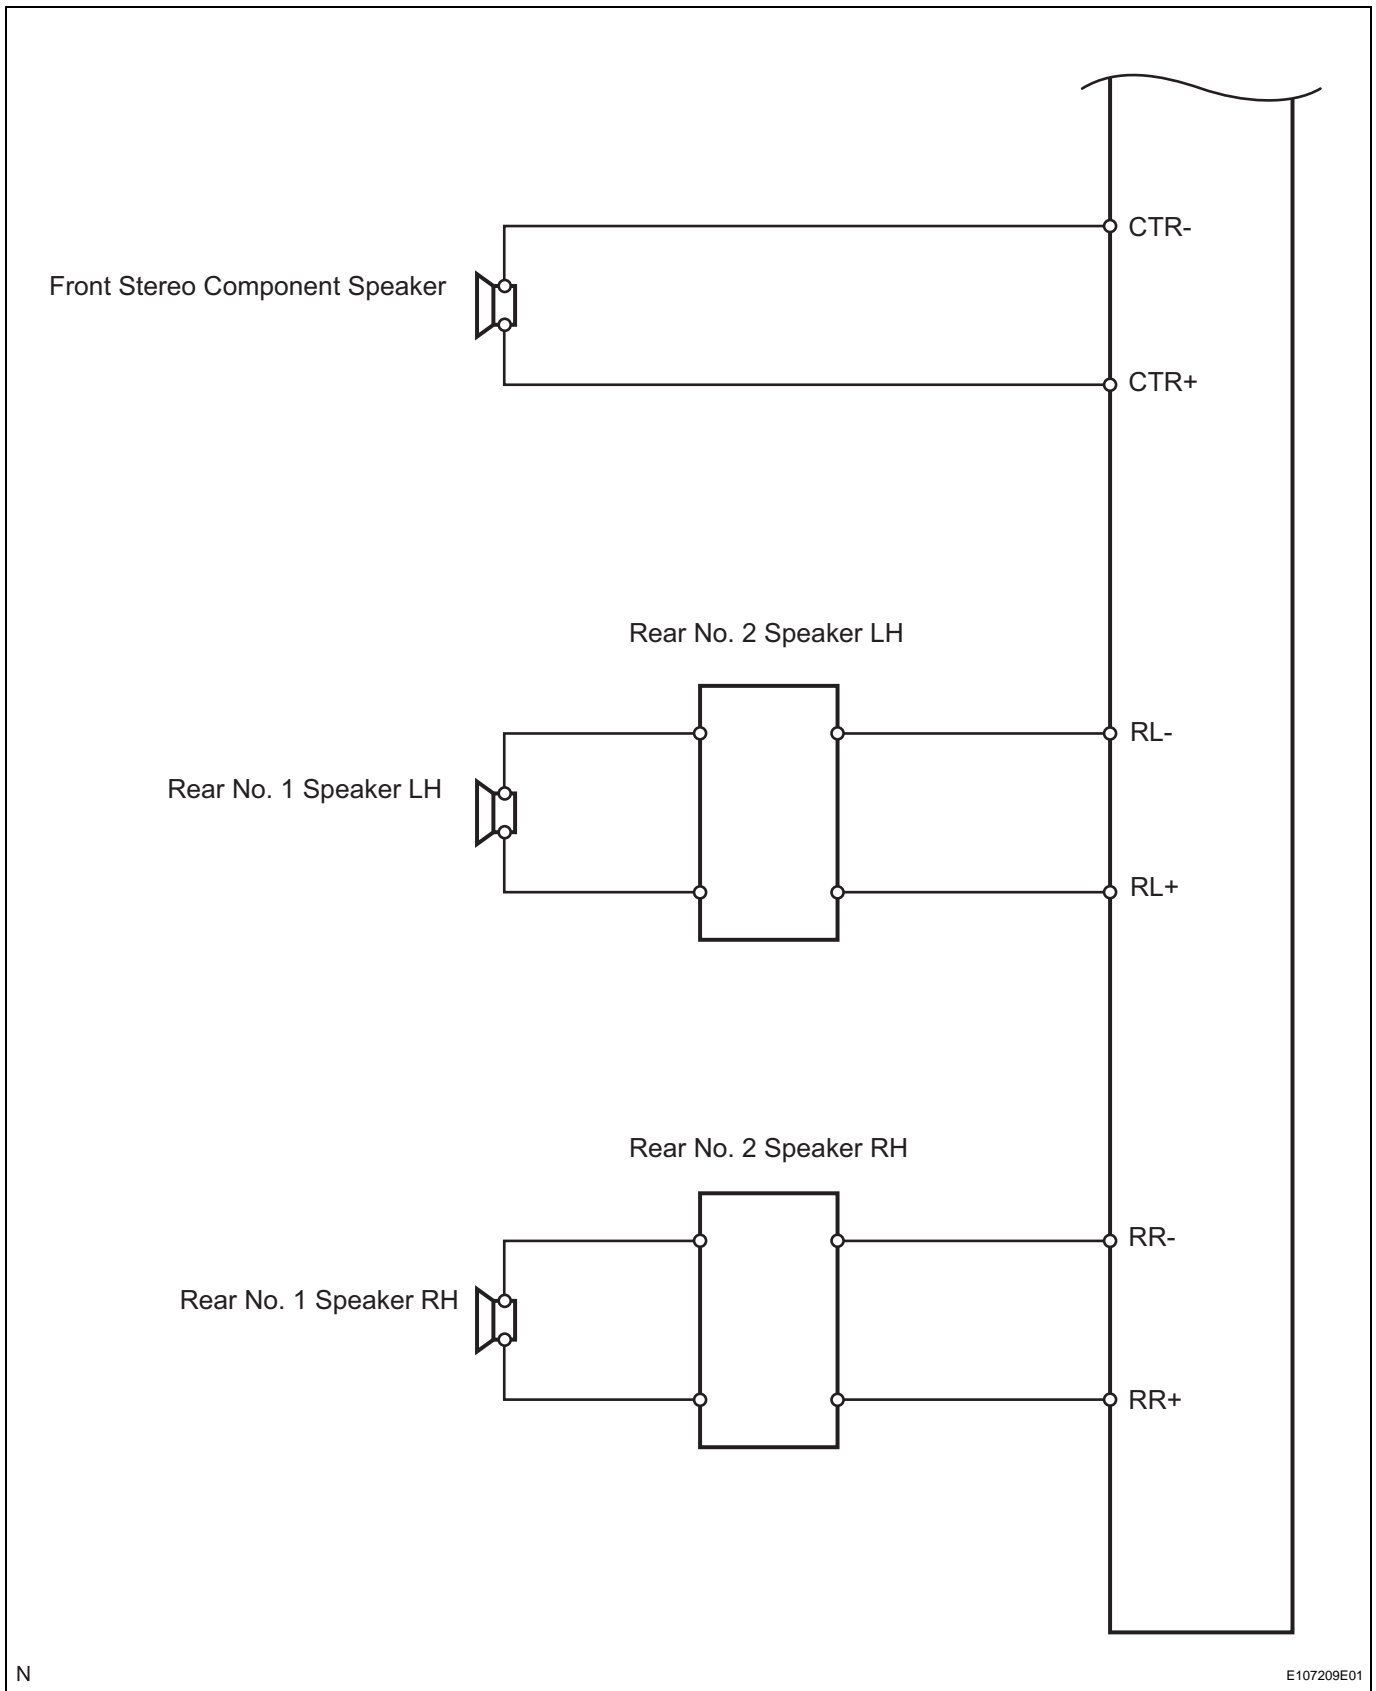 CTR-
Front Stereo Component Speaker
CTR+
Rear No. 2 Speaker LH
RL-
Rear No. 1 Speaker LH
RL+
Rear No. 2 Speaker RH
RR-
Rear No. 1 Speaker RH
RR+
N
E107209E01